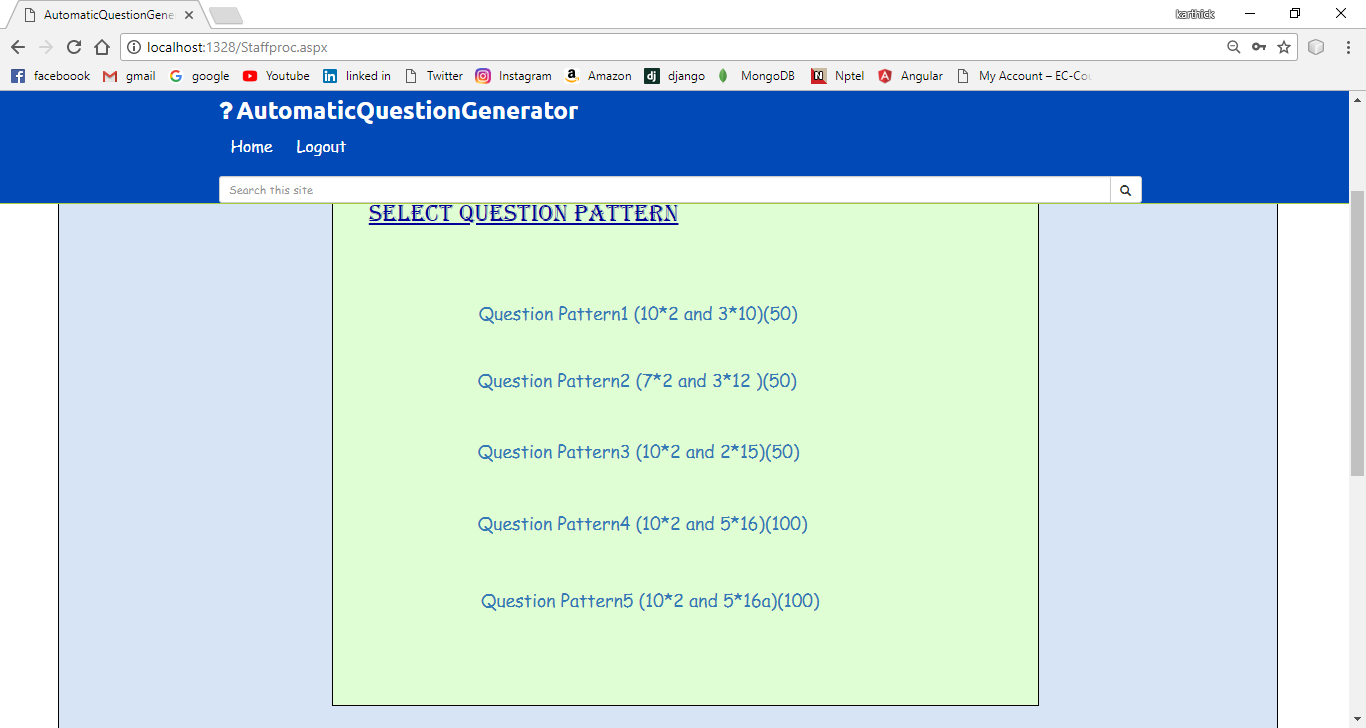 AutomaticQuestionGene
karthick
localhost:1328/Staffproc.aspx
faceboook gmail google Youtube linked in Twitter Instagram Amazon django MongoDB Nptel Angular My Account – EC-Cou
? AutomaticQuestionGenerator
Home Logout
Search this site
SELECT QUESTION PATTERN
Question Pattern1 (10*2 and 3*10)(50)
Question Pattern2 (7*2 and 3*12 )(50)
Question Pattern3 (10*2 and 2*15)(50)
Question Pattern4 (10*2 and 5*16)(100)
Question Pattern5 (10*2 and 5*16a)(100)